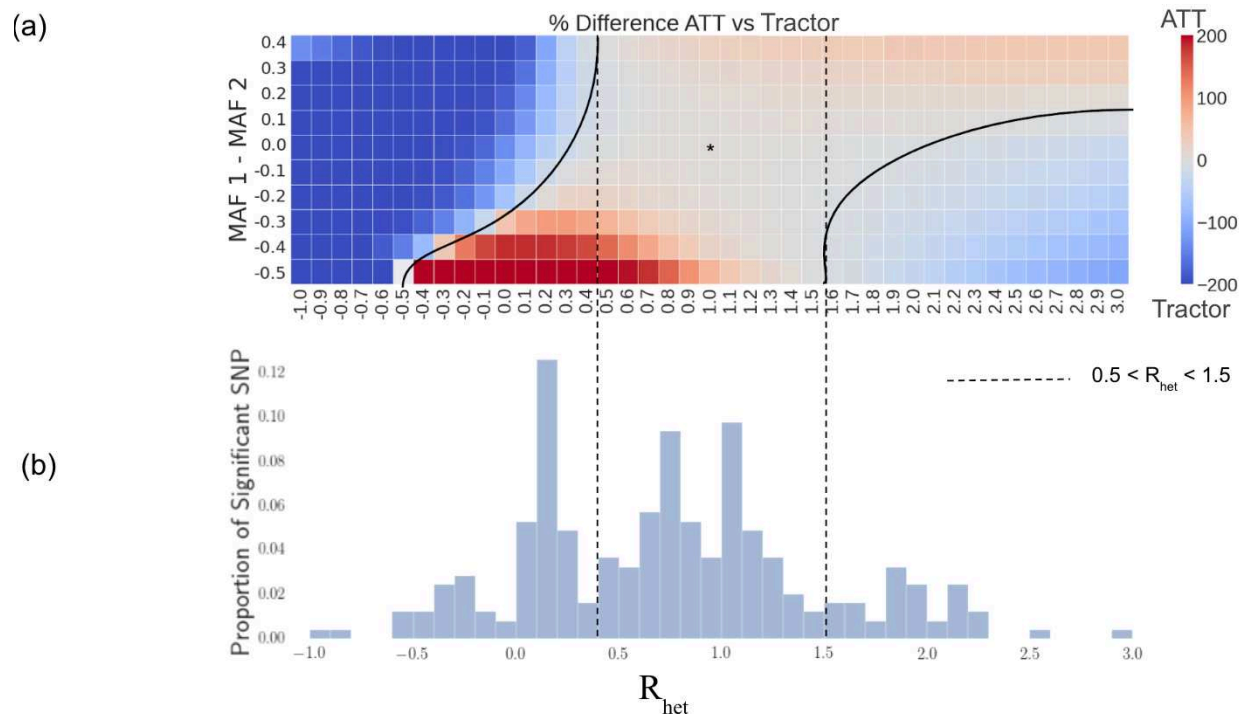 (a)
% Difference ATT vs Tractor
ATT
MAF 1 - MAF 2
0.4
0.3
0.2
0.1
0.0
-0.1
-0.2
-0.3
-0.4
-0.5
*
200
100
0
-100
-200
Tractor
-1.0 -0.9 -0.8 -0.7 -0.6 -0.5 -0.4 -0.3 -0.2 -0.1 0.0 0.1 0.2 0.3 0.4 0.5 0.6 0.7 0.8 0.9 1.0 1.1 1.2 1.3 1.4 1.5 1.6 1.7 1.8 1.9 2.0 2.1 2.2 2.3 2.4 2.5 2.6 2.7 2.8 2.9 3.0
0.5 < Rhet < 1.5
(b)
Proportion of Significant SNP
0.12
0.10
0.08
0.06
0.04
0.02
0.00
−1.0 −0.5 0.0 0.5 1.0 1.5 2.0 2.5 3.0
Rhet